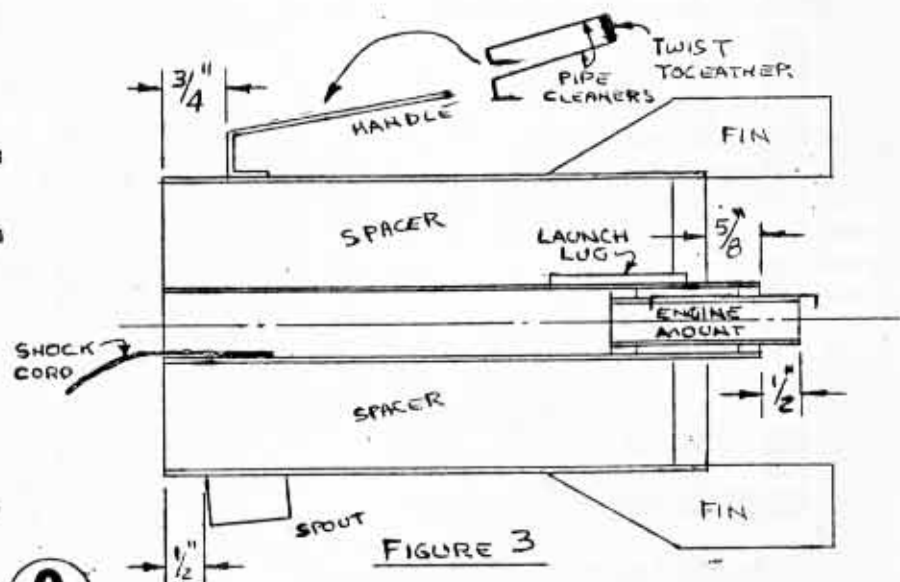 3/4"
TWIST
TOGEATHER.
PIPE
CLEANERS
HANDLE
FIN
SPACER
LAUNCH
LUG
5/8"
ENGINE
MOUNT
SHOCK
CORD
SPACER
1/2"
FIN
SPOUT
FIGURE 3
1/2"